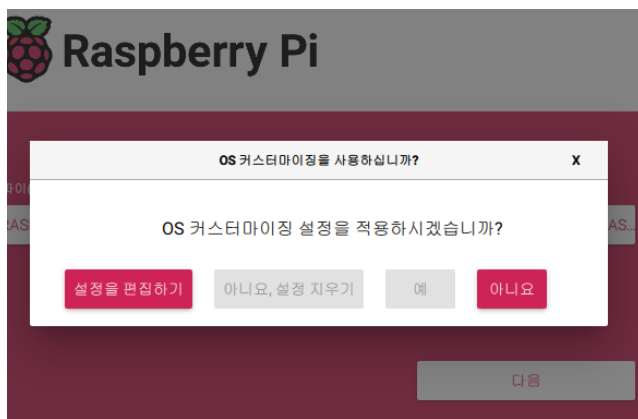 Raspberry Pi
OS 커스터마이징을 사용하십니까?
X
OS 커스터마이징 설정을 적용하시겠습니까?
설정을 편집하기
아니요, 설정 지우기
예
아니요
다음